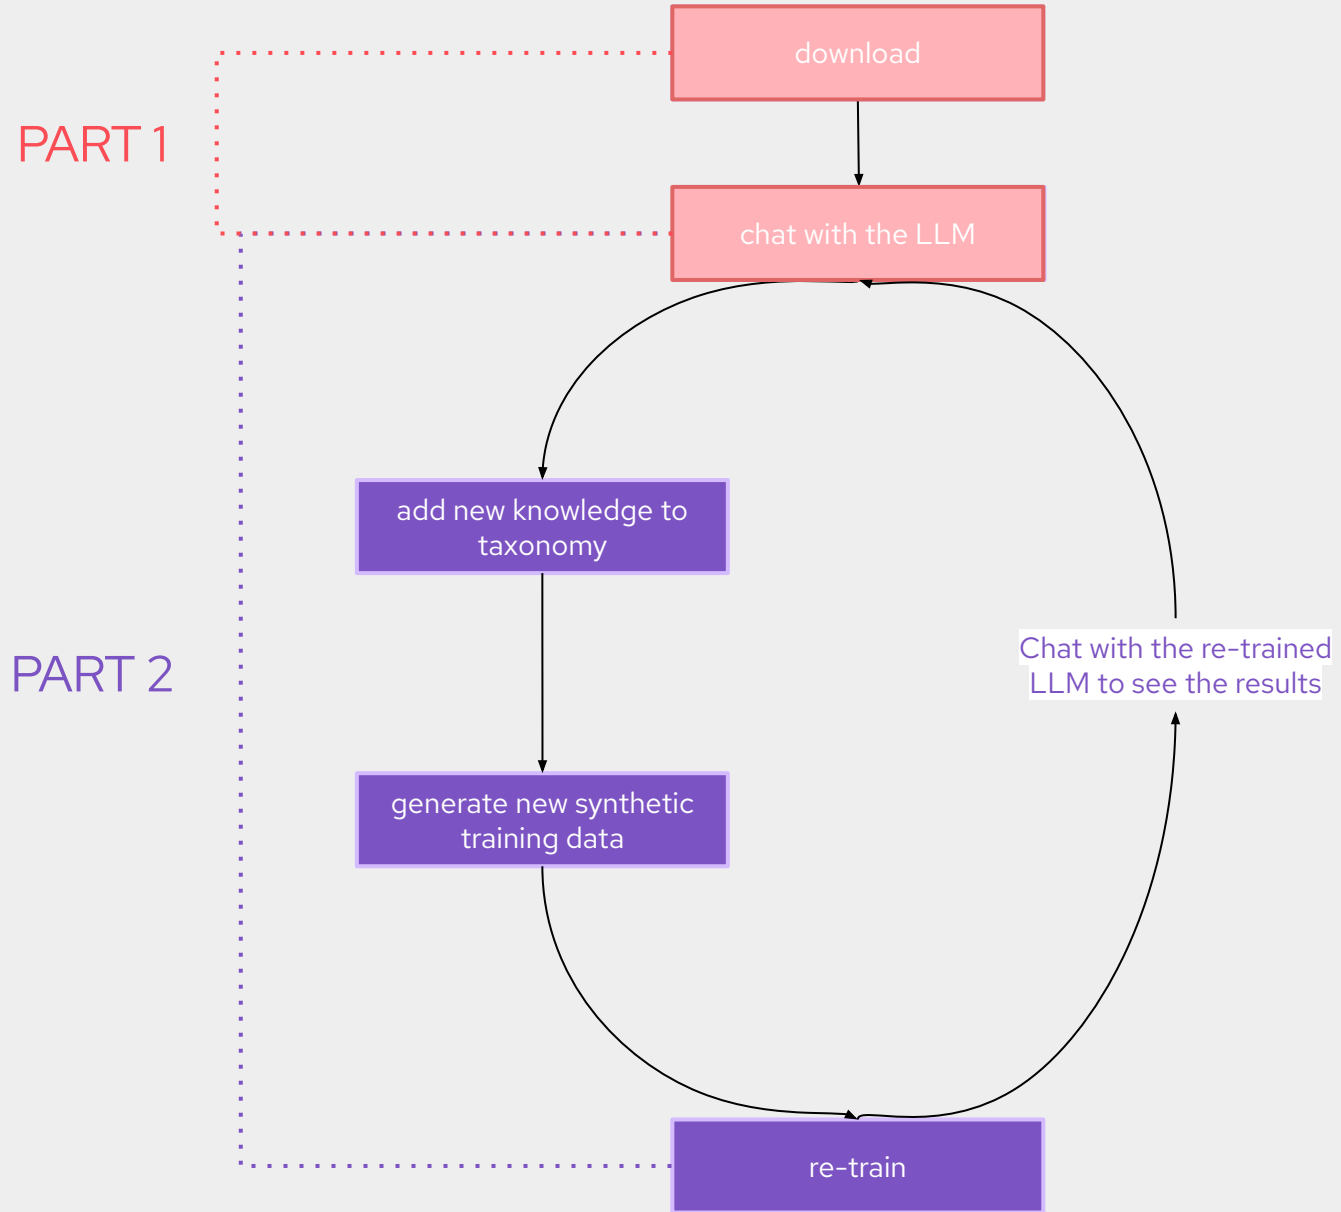 download
PART 1
chat with the LLM
add new knowledge to
taxonomy
PART 2
Chat with the re-trained
LLM to see the results
generate new synthetic
training data
re-train